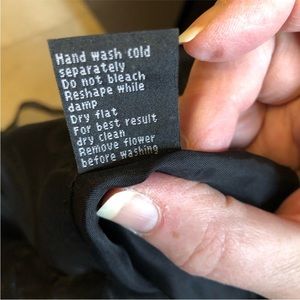 Hand wash cold
separately
Do not bleach
Reshape while
damp
Dry flat
For best result
dry clean
Remove flower
before washing